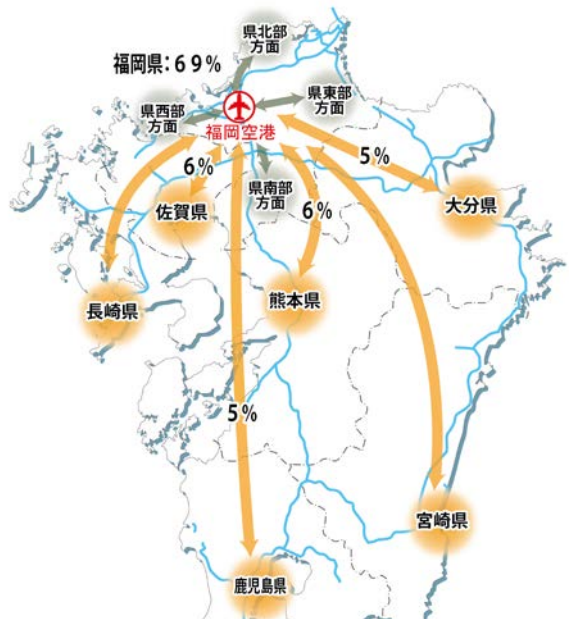 県北部
方面
福岡県：69%
県西部
方面
県東部
方面
福岡空港
5%
6%
県南部
方面
佐賀県
6%
大分県
長崎県
熊本県
5%
宮崎県
鹿児島県